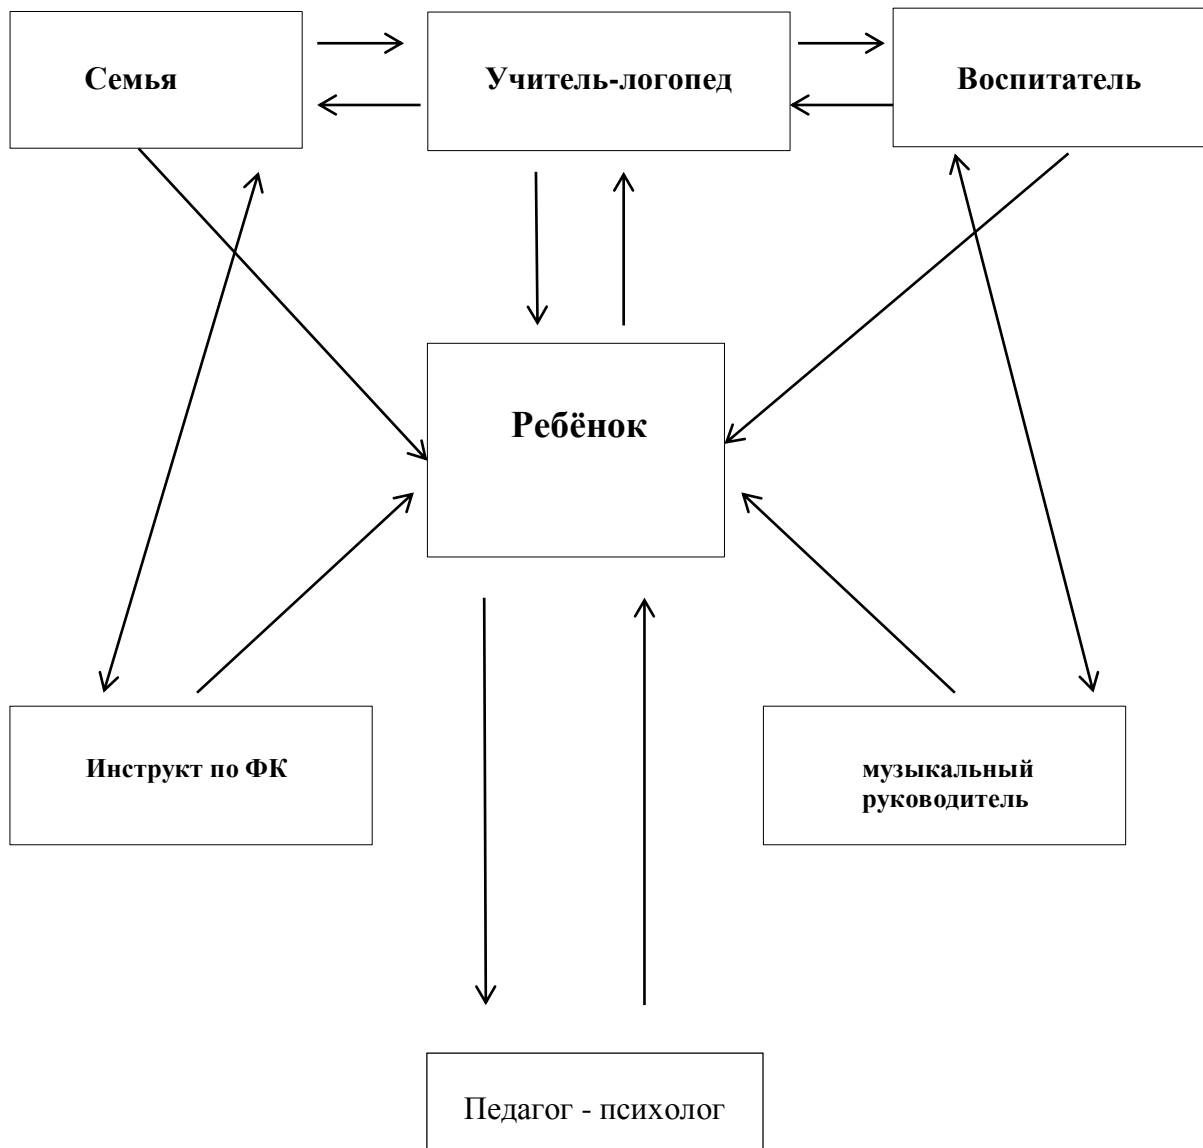 Семья
Учитель-логопед
Воспитатель
Ребёнок
Инструкт по ФК
музыкальный
руководитель
Педагог - психолог